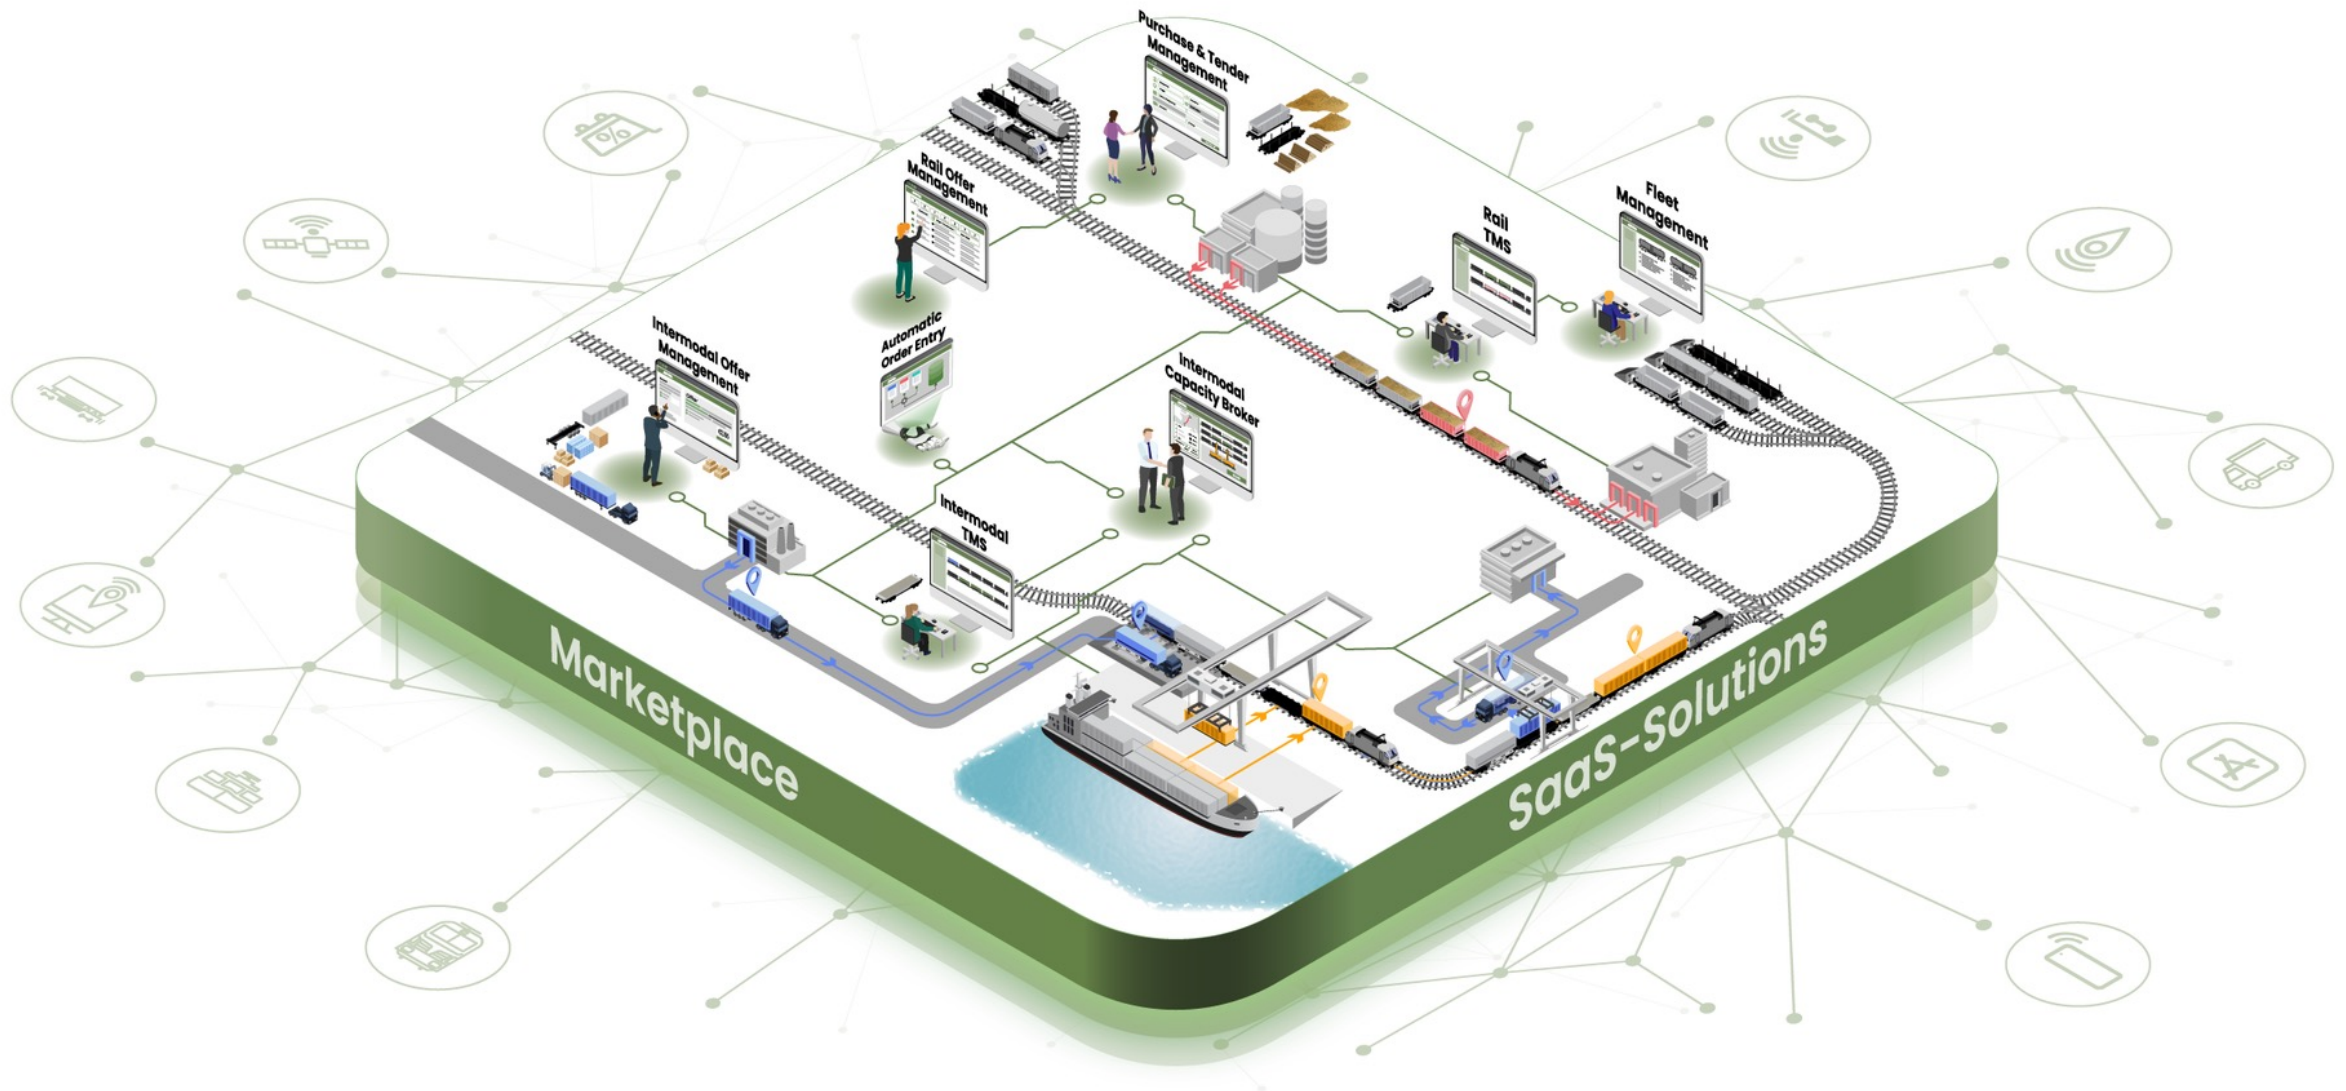 Purchase & Tender
Management
Rail Offer
Management
Rail
TMS
Fleet
Management
Automatic
Order Entry
Intermodal Offer
Management
Intermodal
Capacity Broker
Intermodal
TMS
Marketplace
SaaS-Solutions